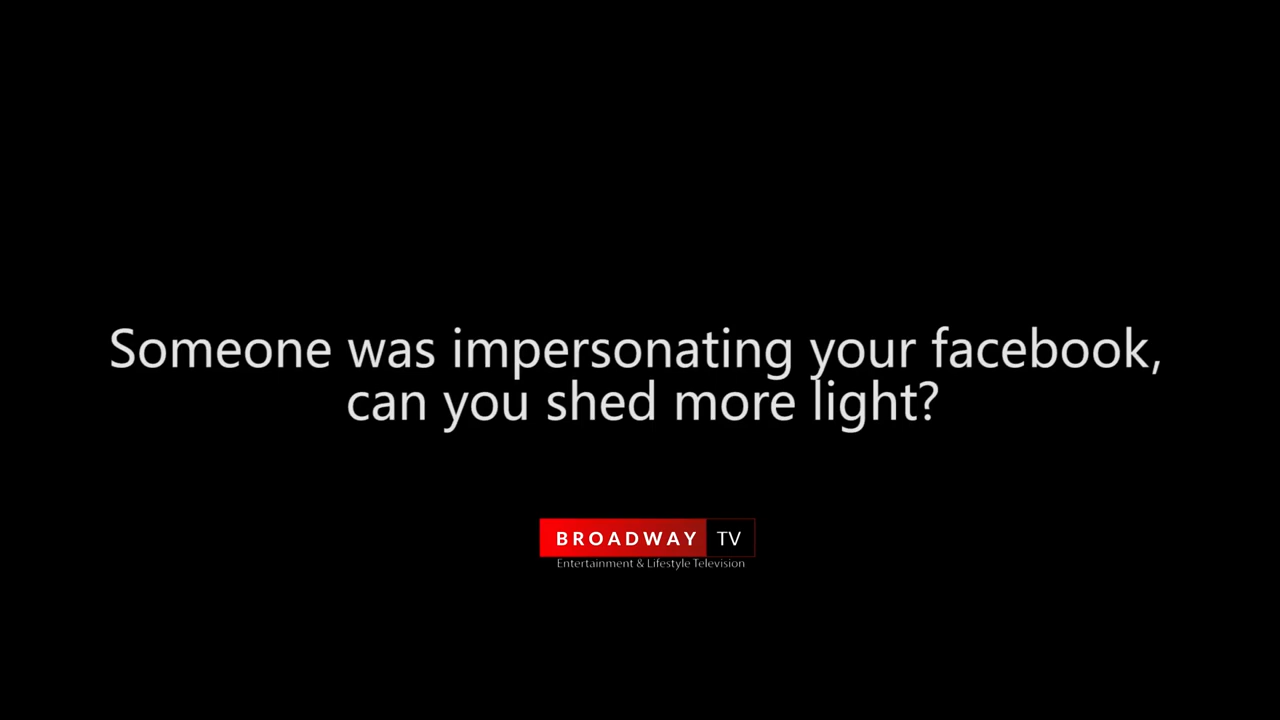 Someone was impersonating your facebook,
can you shed more light?
BROADWAY TV
Entertainment & Lifestyle Television